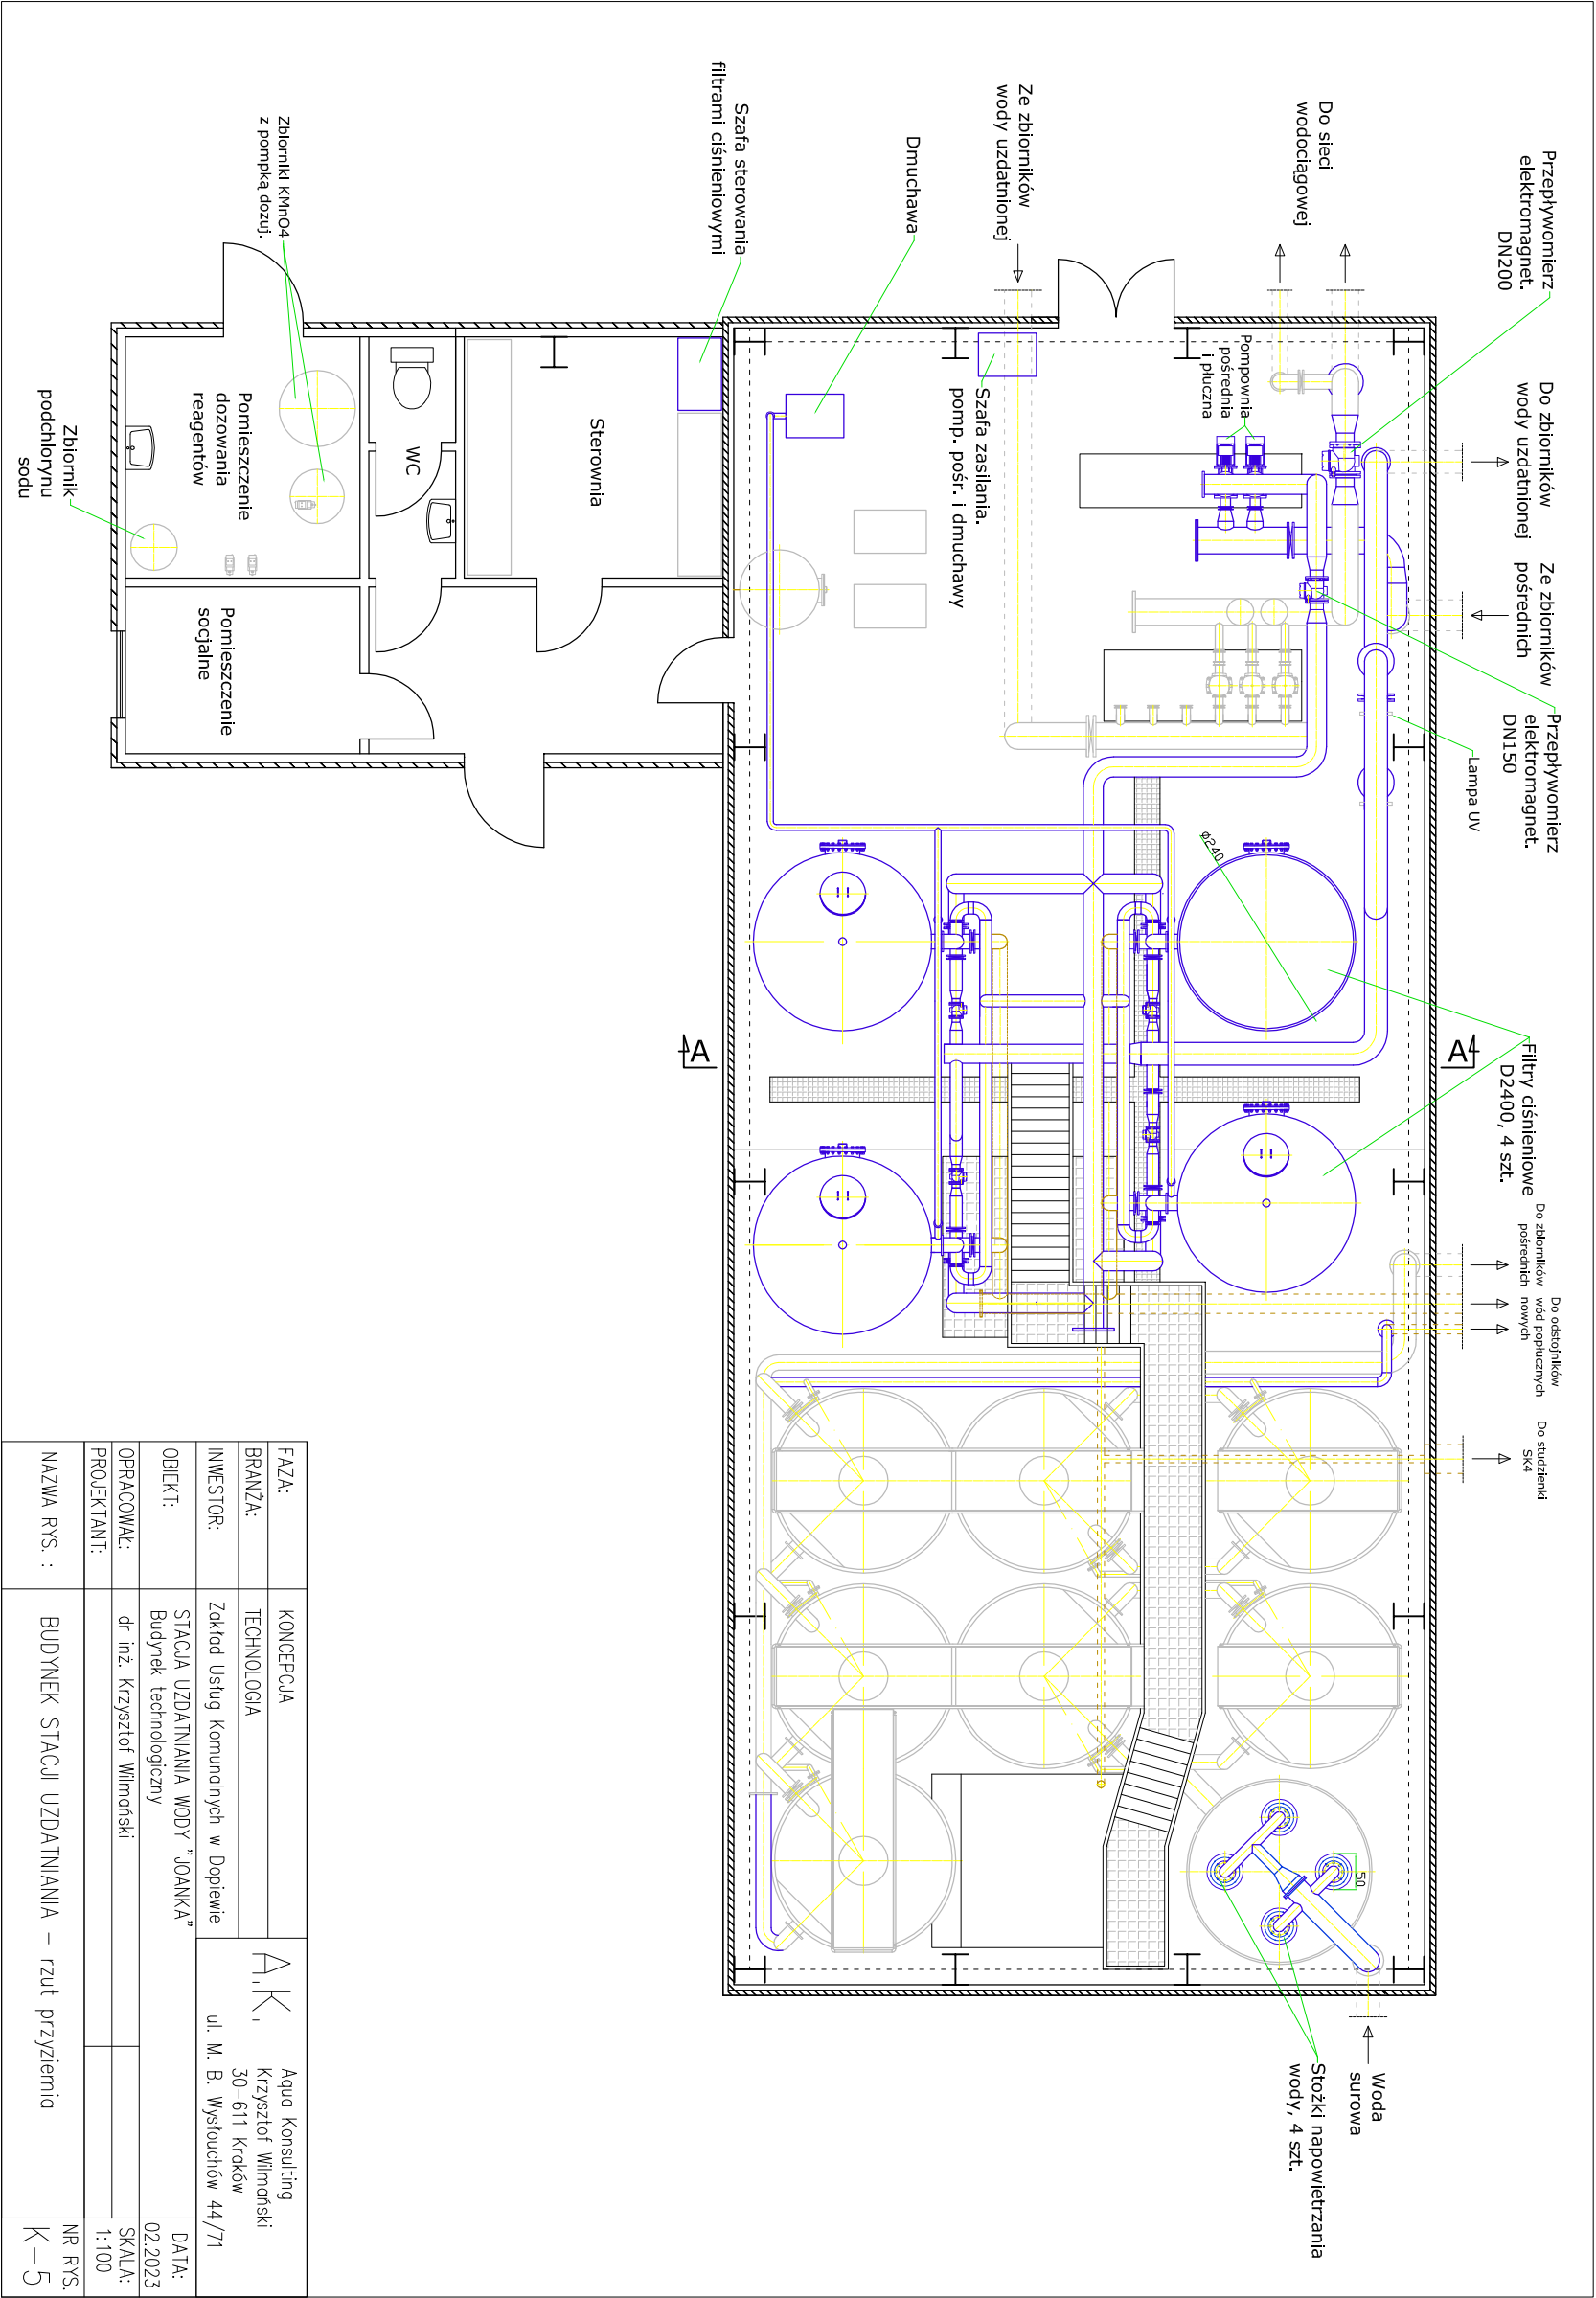 Przepływomierz
elektromagnet.
DN200
Do sieci
wodociągowej
Ze zbiorników
wody uzdatnionej
Dmuchawa
Szafa sterowania
filtrami ciśnieniowymi
Zbiorniki KMnO4
z pompką dozuj.
Do zbiorników
wody uzdatnionej
Ze zbiorników
pośrednich
Przepływomierz
elektromagnet.
DN150
Lampa UV
Pompownia
pośrednia
i płuczna
Szafa zasilania.
pomp. pośr. i dmuchawy
Sterownia
WC
Pomieszczenie
dozowania
reagentów
Zbiornik
podchlorynu
sodu
Pomieszczenie
socjalne
ø240
A
A
Filtry ciśnieniowe
D2400, 4 szt.
Do zbiorników
pośrednich
Do odstojników
wód popłucznych
nowych
Do studzienki
SK4
50
Woda
surowa
Stożki napowietrzania
wody, 4 szt.
FAZA: KONCEPCJA
BRANŻA: TECHNOLOGIA
INWESTOR: Zakład Usług Komunalnych w Dopiewie
OBIEKT: STACJA UZDATNIANIA WODY "JOANKA"
Budynek technologiczny
OPRACOWAŁ: dr inż. Krzysztof Wilmański
PROJEKTANT:
NAZWA RYS. : BUDYNEK STACJI UZDATNIANIA – rzut przyziemia
A.K.
Aqua Konsulting
Krzysztof Wilmański
30–611 Kraków
ul. M. B. Wysłouchów 44/71
DATA:
02.2023
SKALA:
1:100
NR RYS.
K–5